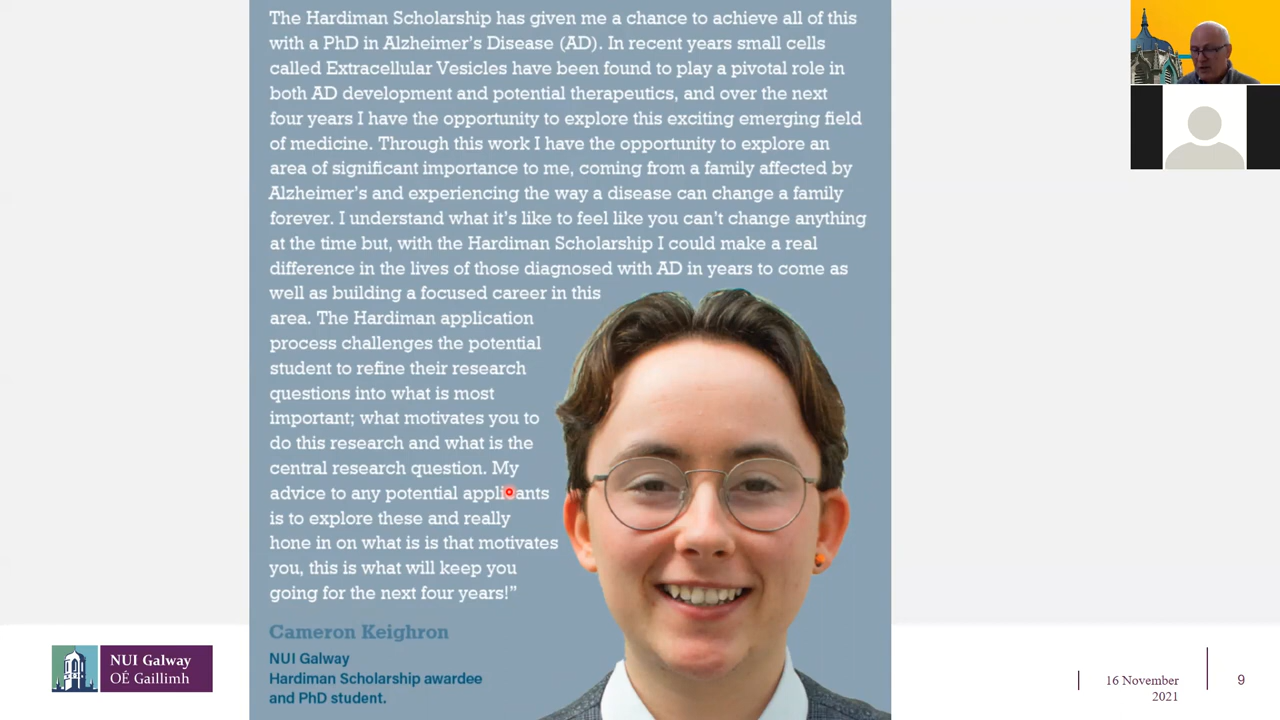 The Hardiman Scholarship has given me a chance to achieve all of this
with a PhD in Alzheimer's Disease (AD). In recent years small cells
called Extracellular Vesicles have been found to play a pivotal role in
both AD development and potential therapeutics, and over the next
four years I have the opportunity to explore this exciting emerging field
of medicine. Through this work I have the opportunity to explore an
area of significant importance to me, coming from a family affected by
Alzheimer's and experiencing the way a disease can change a family
forever. I understand what it's like to feel like you can't change anything
at the time but, with the Hardiman Scholarship I could make a real
difference in the lives of those diagnosed with AD in years to come as
well as building a focused career in this
area. The Hardiman application
process challenges the potential
student to refine their research
questions into what is most
important; what motivates you to
do this research and what is the
central research question. My
advice to any potential applicants
is to explore these and really
hone in on what is is that motivates
you, this is what will keep you
going for the next four years!”
Cameron Keighron
NUI Galway
Hardiman Scholarship awardee
and PhD student.
NUI Galway
OÉ Gaillimh
16 November
2021
9